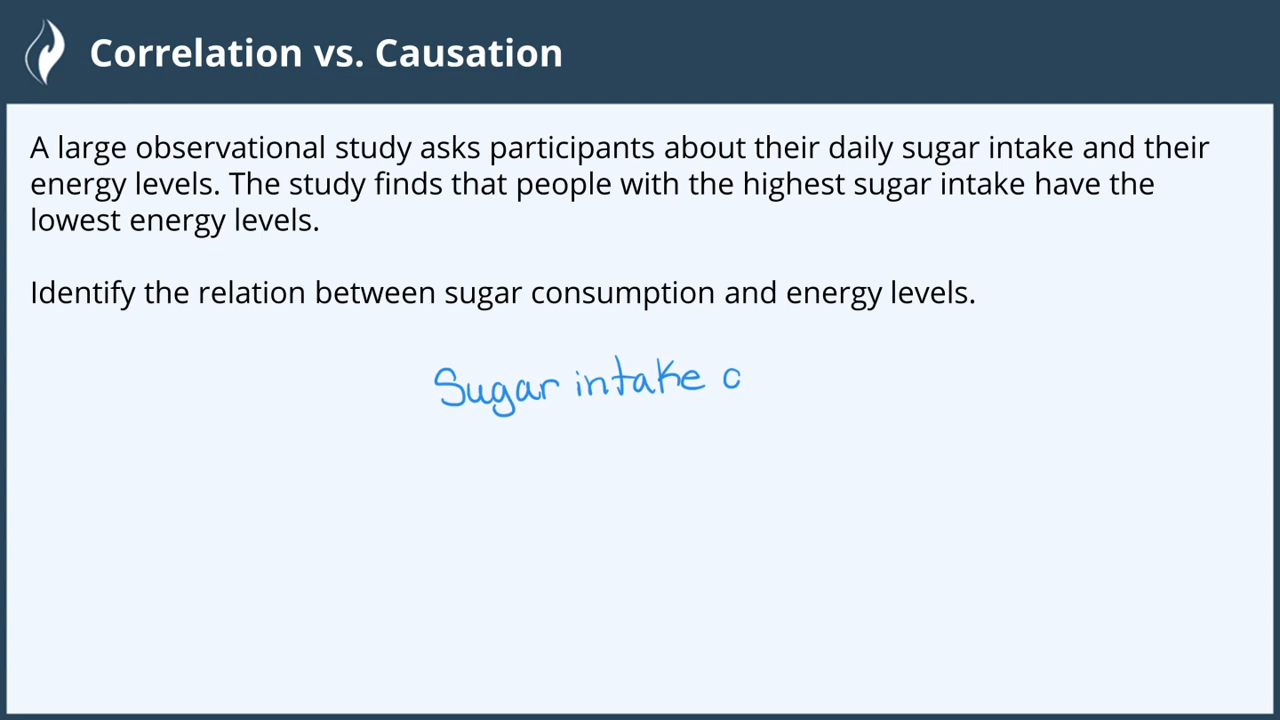 Correlation vs. Causation
A large observational study asks participants about their daily sugar intake and their
energy levels. The study finds that people with the highest sugar intake have the
lowest energy levels.
Identify the relation between sugar consumption and energy levels.
Sugar intake c